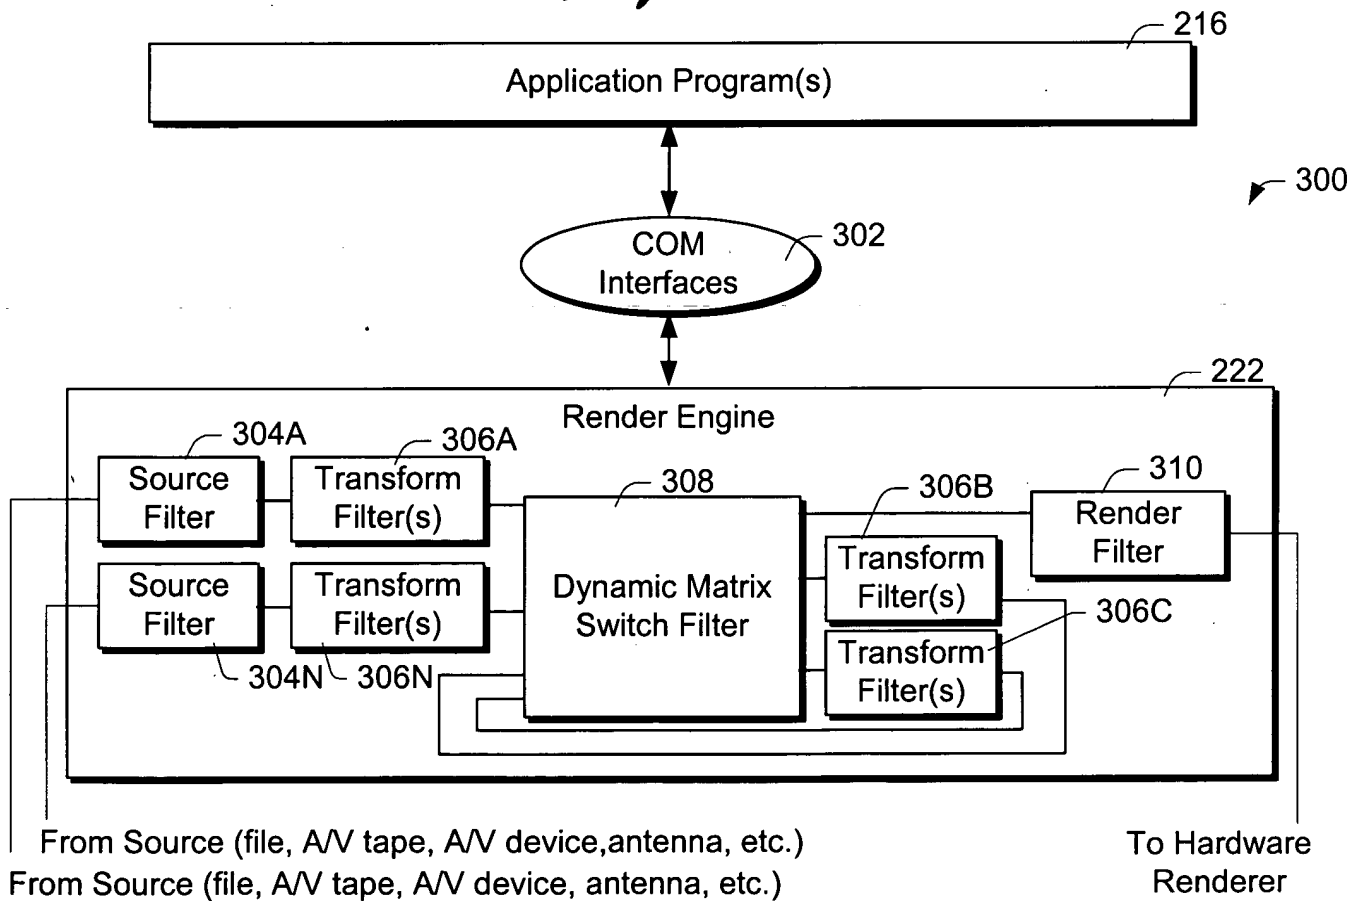 216
Application Program(s)
300
COM
Interfaces
302
222
Render Engine
304A
306A
Source
Filter
Transform
Filter(s)
308
306B
310
Render
Filter
Dynamic Matrix
Switch Filter
Transform
Filter(s)
Source
Filter
Transform
Filter(s)
306C
304N
306N
Transform
Filter(s)
From Source (file, A/V tape, A/V device,antenna, etc.)
From Source (file, A/V tape, A/V device, antenna, etc.)
To Hardware
Renderer